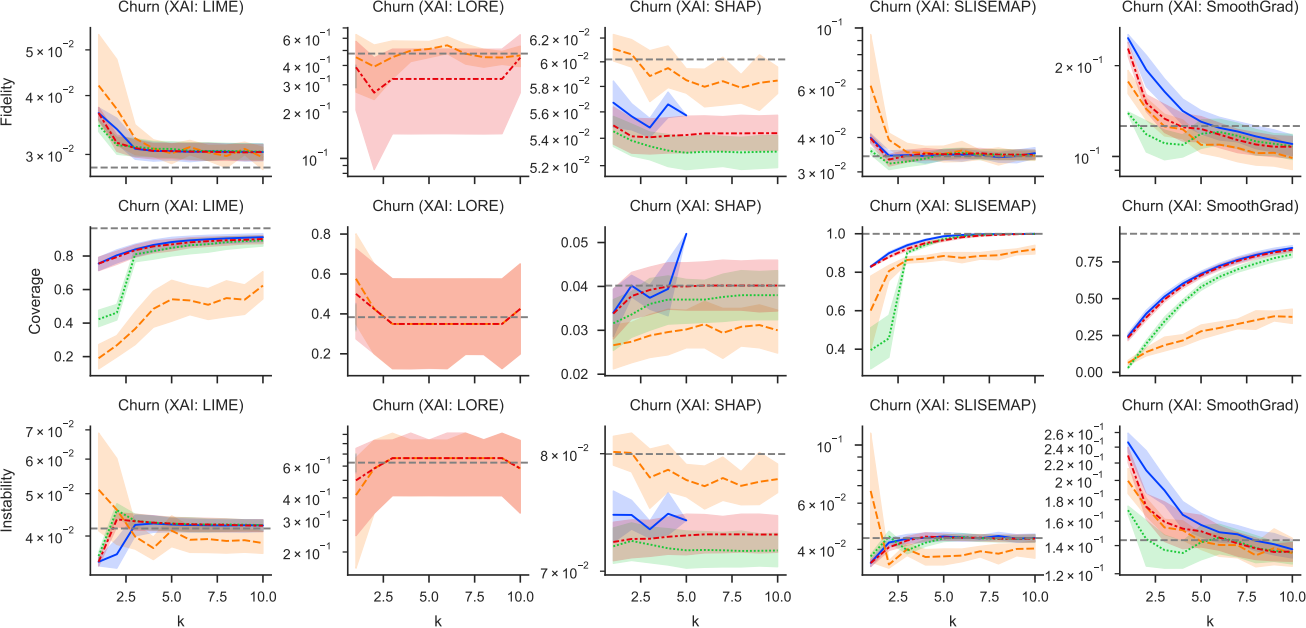 Churn (XAI: LIME) Churn (XAI: LORE) Churn (XAI: SHAP) Churn (XAI: SLISEMAP) Churn (XAI: SmoothGrad)
Fidelity
5 × 10⁻²
4 × 10⁻²
3 × 10⁻²
6 × 10⁻¹
4 × 10⁻¹
3 × 10⁻¹
2 × 10⁻¹
10⁻¹
6.2 × 10⁻²
6 × 10⁻²
5.8 × 10⁻²
5.6 × 10⁻²
5.4 × 10⁻²
5.2 × 10⁻²
10⁻¹
6 × 10⁻²
4 × 10⁻²
3 × 10⁻²
2 × 10⁻¹
10⁻¹
Churn (XAI: LIME) Churn (XAI: LORE) Churn (XAI: SHAP) Churn (XAI: SLISEMAP) Churn (XAI: SmoothGrad)
Coverage
0.8
0.6
0.4
0.2
0.8
0.6
0.4
0.2
0.05
0.04
0.03
0.02
1.0
0.8
0.6
0.4
0.75
0.50
0.25
0.00
Churn (XAI: LIME) Churn (XAI: LORE) Churn (XAI: SHAP) Churn (XAI: SLISEMAP) Churn (XAI: SmoothGrad)
Instability
7 × 10⁻²
6 × 10⁻²
5 × 10⁻²
4 × 10⁻²
6 × 10⁻¹
4 × 10⁻¹
3 × 10⁻¹
2 × 10⁻¹
8 × 10⁻²
7 × 10⁻²
10⁻¹
6 × 10⁻²
4 × 10⁻²
2.6 × 10⁻¹
2.4 × 10⁻¹
2.2 × 10⁻¹
2 × 10⁻¹
1.8 × 10⁻¹
1.6 × 10⁻¹
1.4 × 10⁻¹
1.2 × 10⁻¹
2.5 5.0 7.5 10.0 2.5 5.0 7.5 10.0 2.5 5.0 7.5 10.0 2.5 5.0 7.5 10.0 2.5 5.0 7.5 10.0
k k k k k